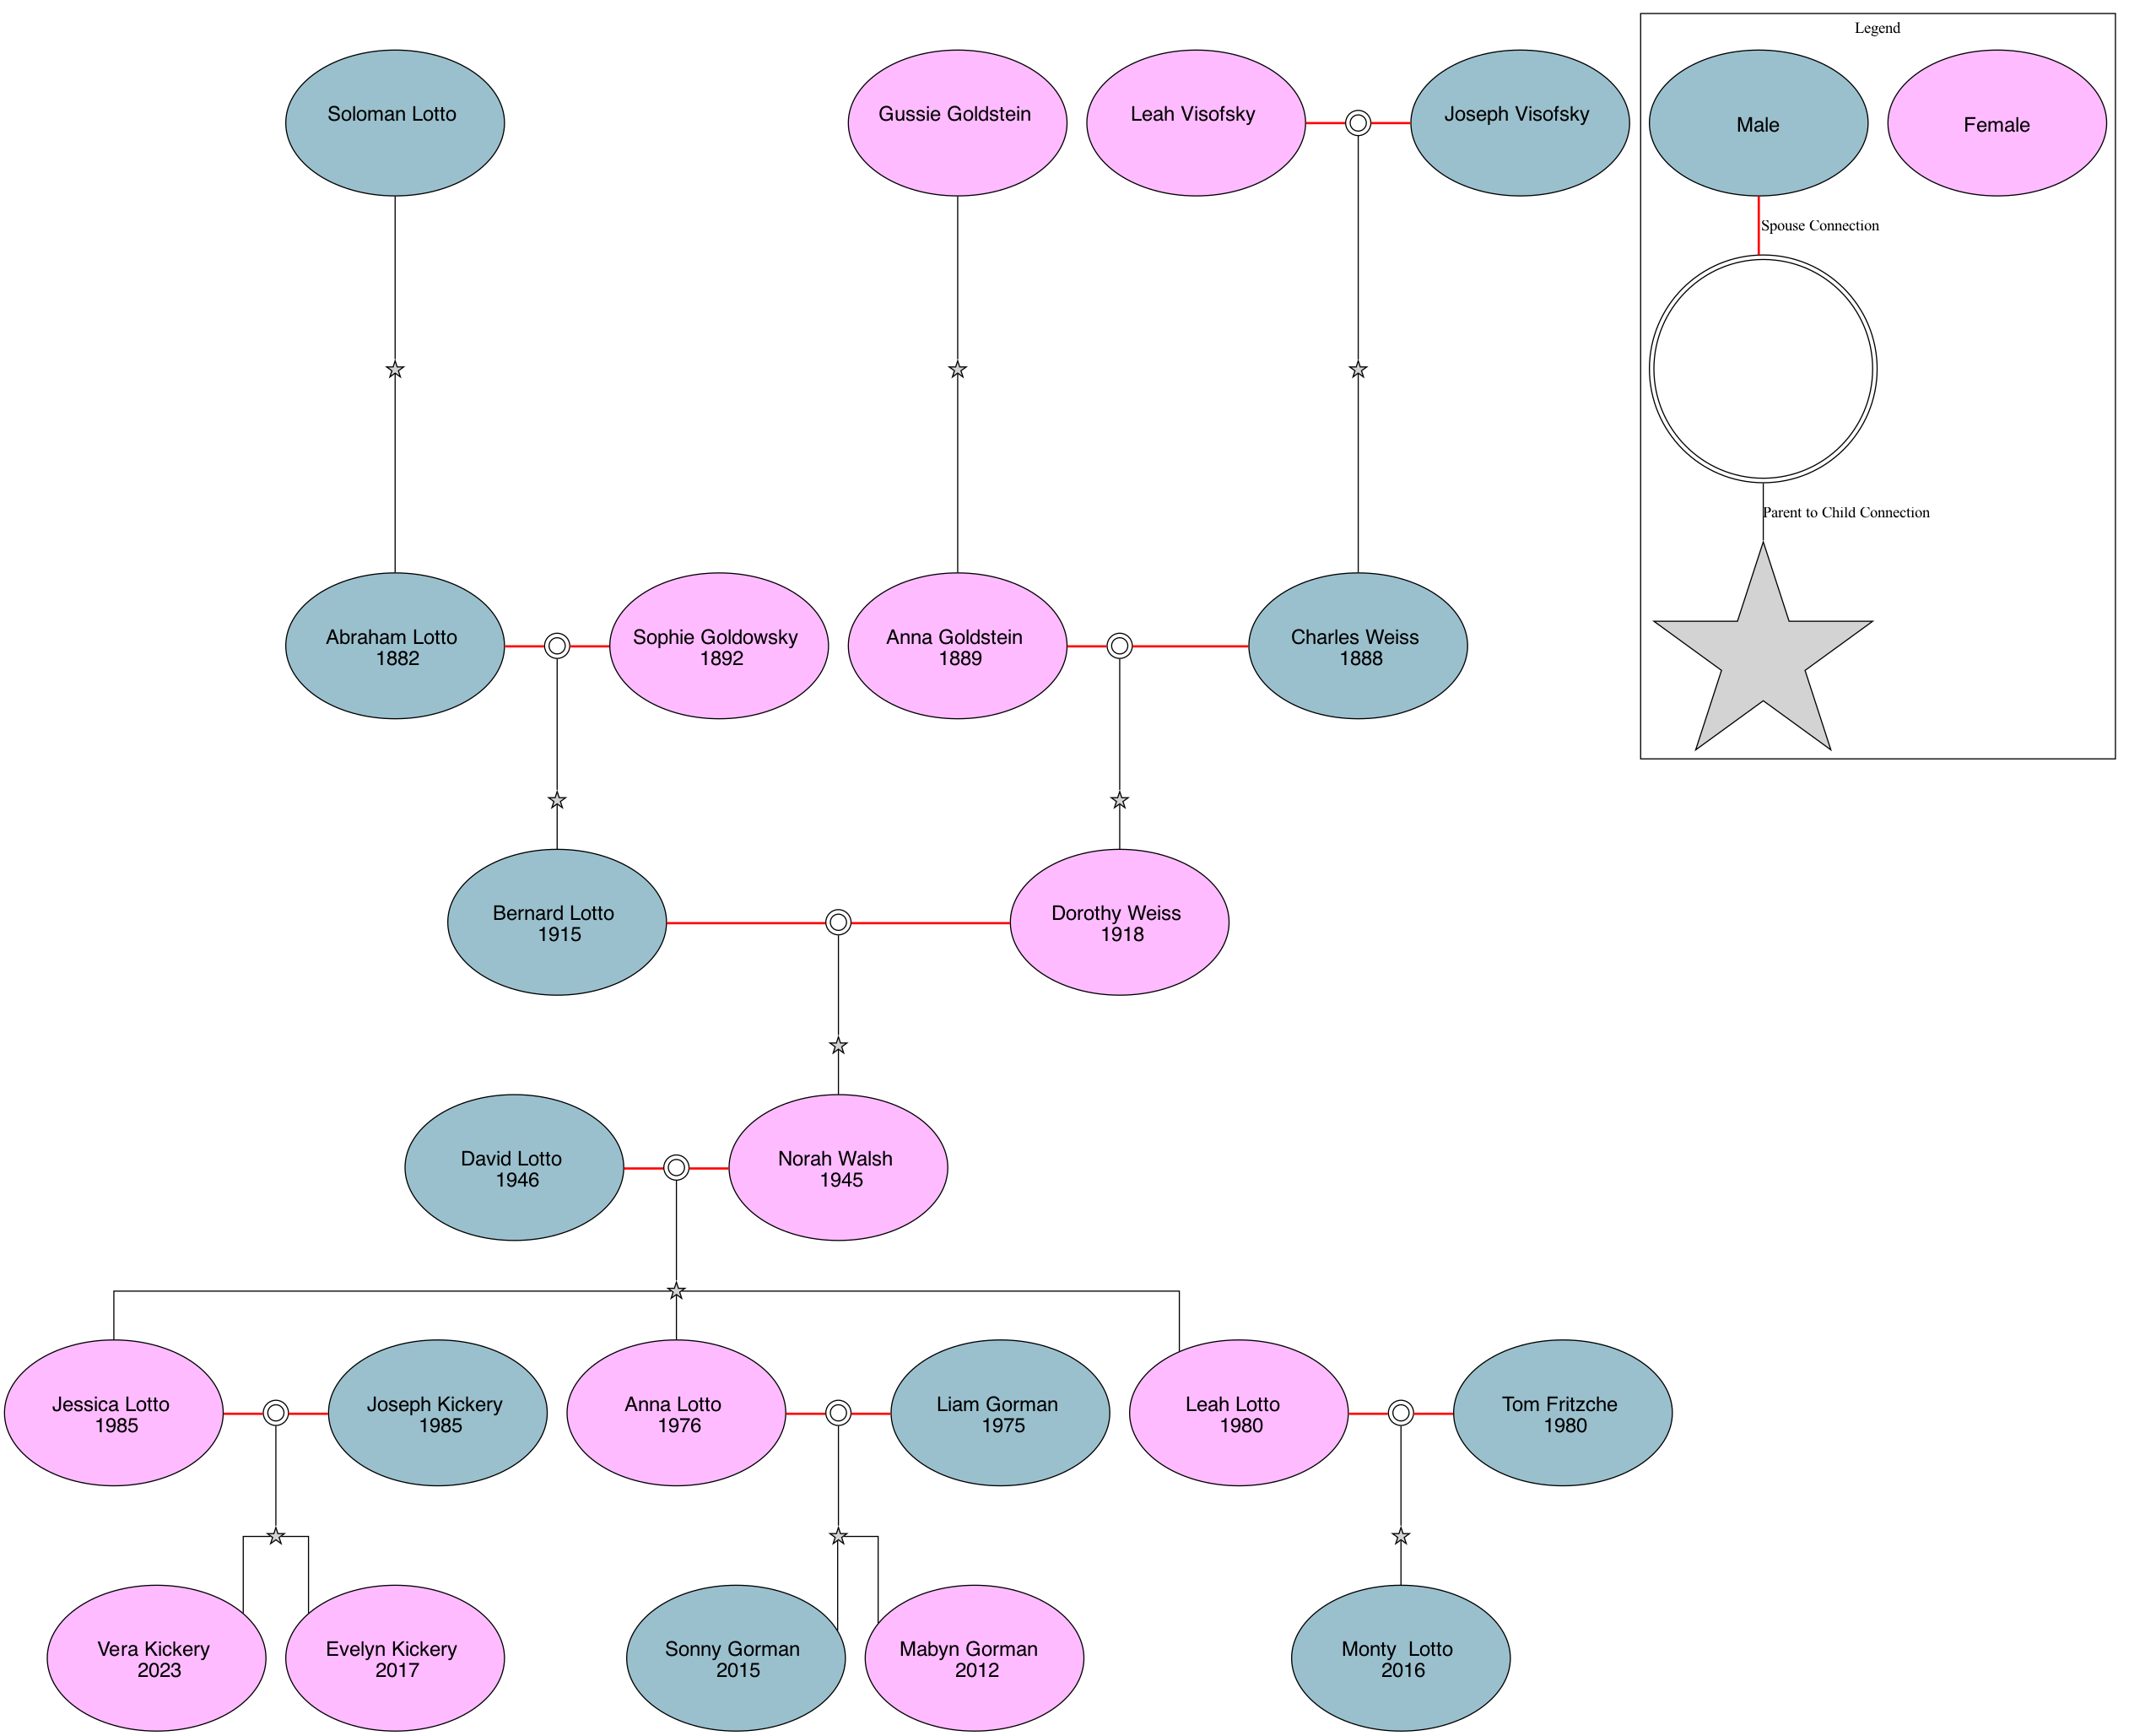 Legend
Soloman Lotto
Gussie Goldstein
Leah Visofsky
Joseph Visofsky
Male
Female
Spouse Connection
Parent to Child Connection
Abraham Lotto
1882
Sophie Goldowsky
1892
Anna Goldstein
1889
Charles Weiss
1888
Bernard Lotto
1915
Dorothy Weiss
1918
David Lotto
1946
Norah Walsh
1945
Jessica Lotto
1985
Joseph Kickery
1985
Anna Lotto
1976
Liam Gorman
1975
Leah Lotto
1980
Tom Fritzche
1980
Vera Kickery
2023
Evelyn Kickery
2017
Sonny Gorman
2015
Mabyn Gorman
2012
Monty  Lotto
2016